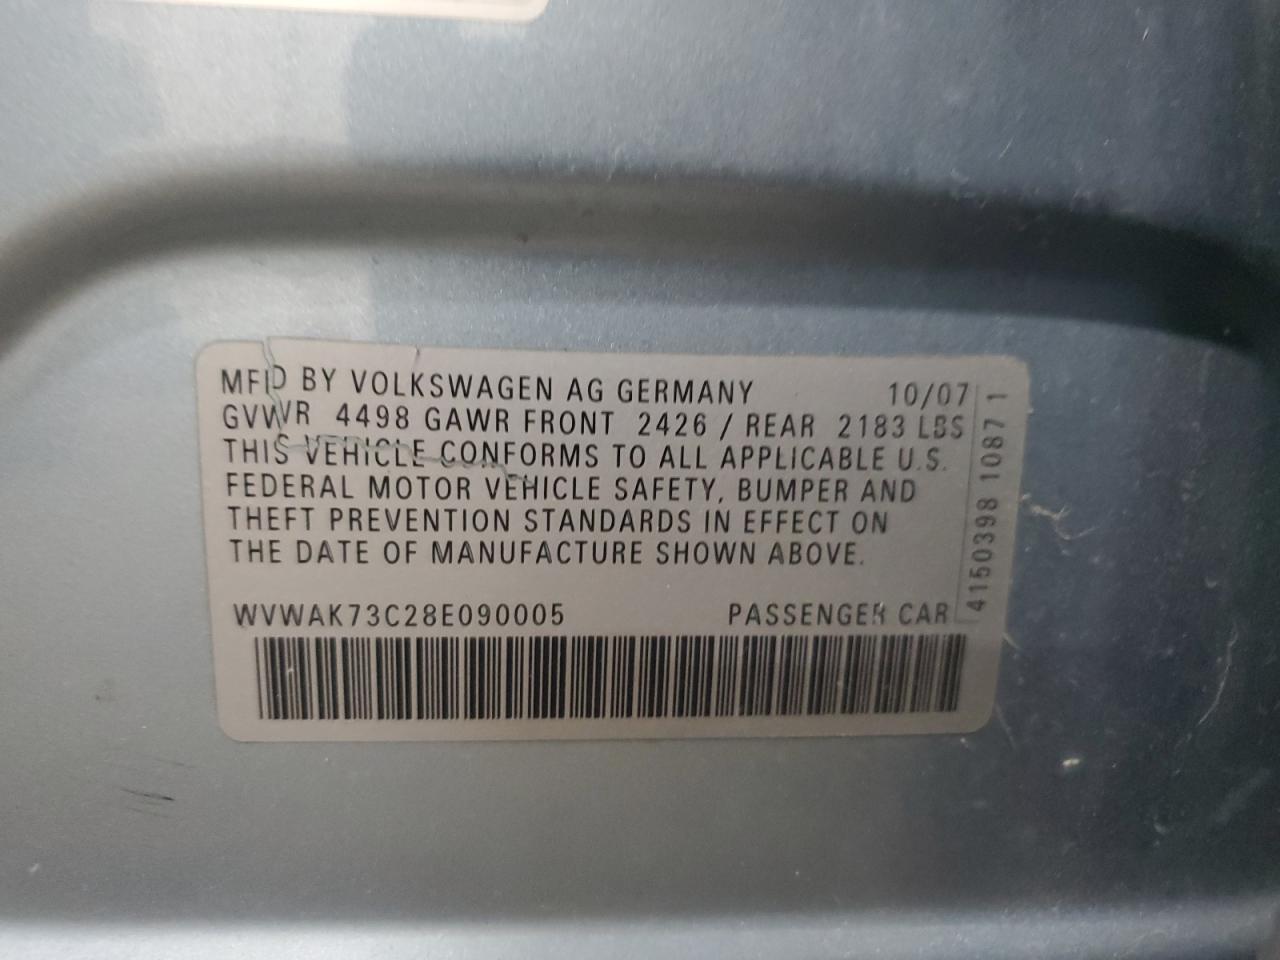 MFD BY VOLKSWAGEN AG GERMANY 10/07
GVWR 4498 GAWR FRONT 2426 / REAR 2183 LBS
THIS VEHICLE CONFORMS TO ALL APPLICABLE U.S.
FEDERAL MOTOR VEHICLE SAFETY, BUMPER AND
THEFT PREVENTION STANDARDS IN EFFECT ON
THE DATE OF MANUFACTURE SHOWN ABOVE.
WVWAK73C28E090005 PASSENGER CAR
4150398 10871